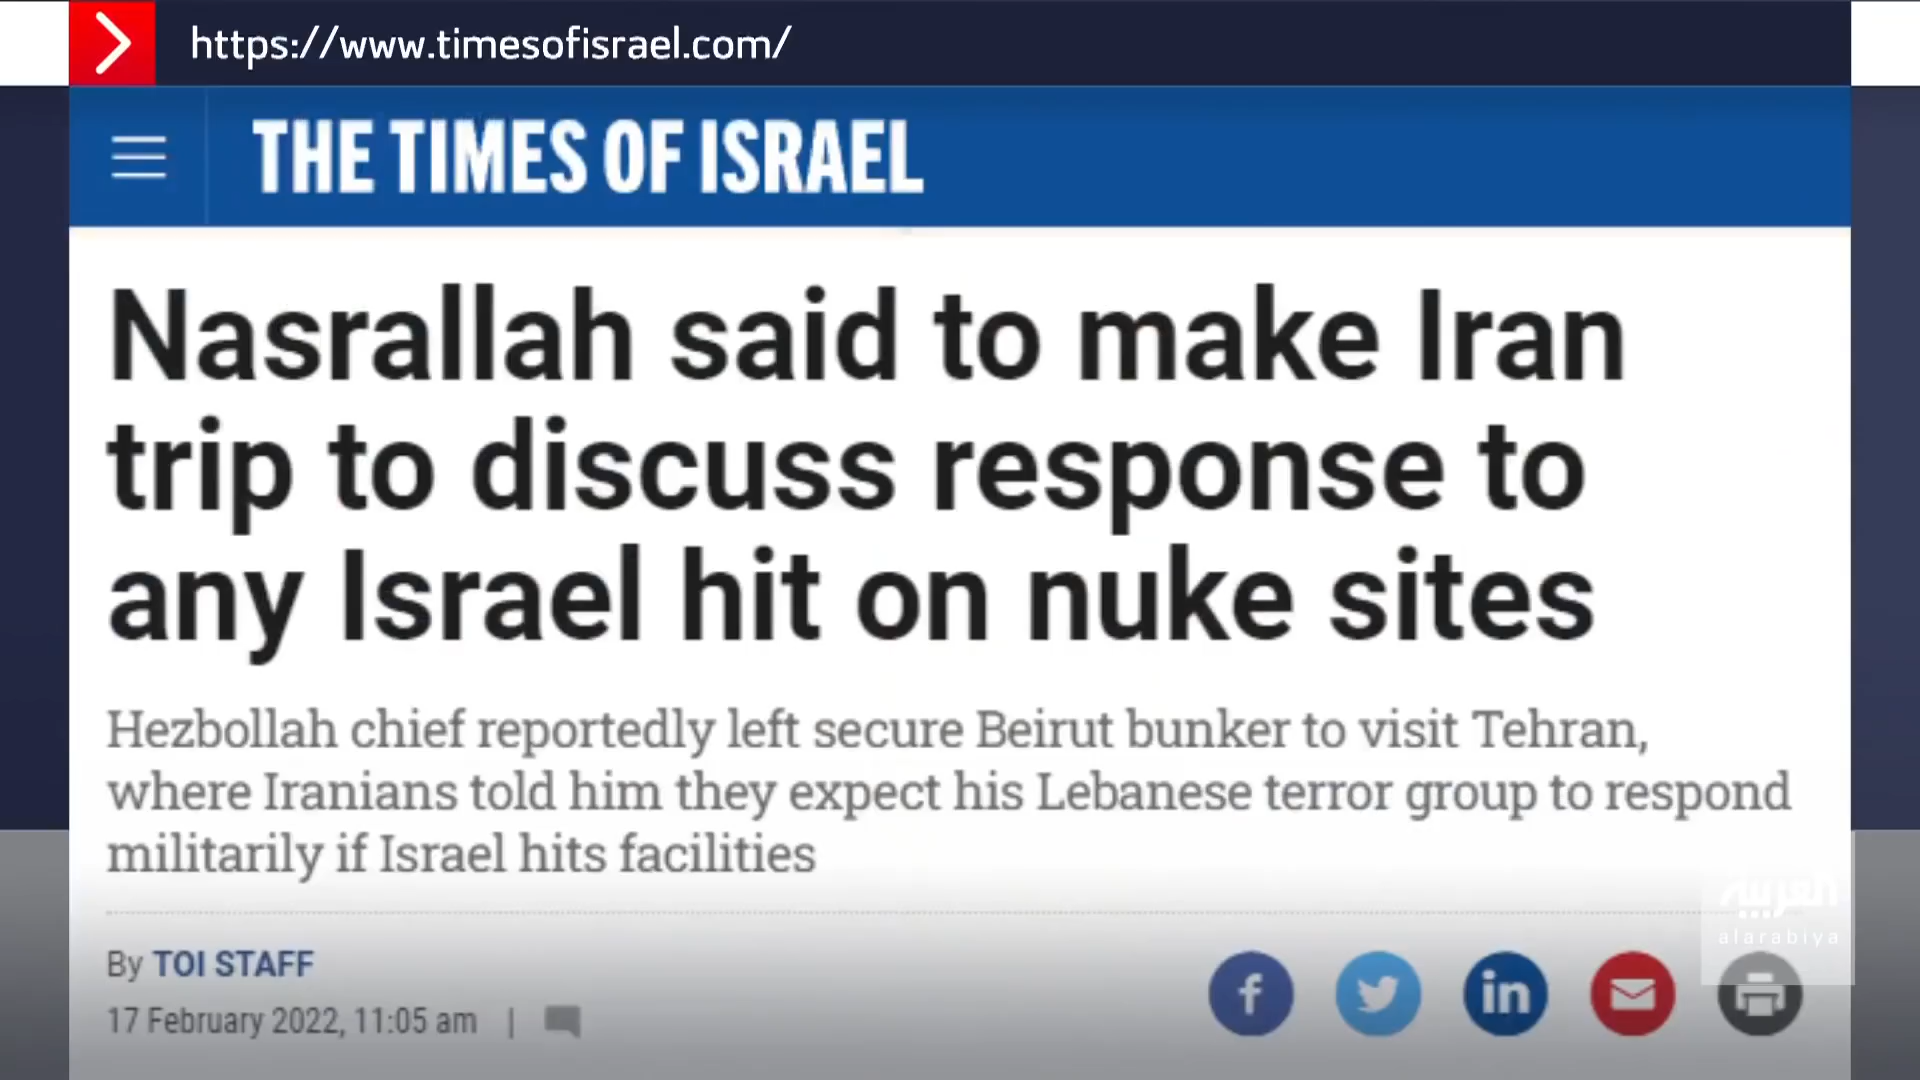 https://www.timesofisrael.com/
THE TIMES OF ISRAEL
Nasrallah said to make Iran
trip to discuss response to
any Israel hit on nuke sites
Hezbollah chief reportedly left secure Beirut bunker to visit Tehran,
where Iranians told him they expect his Lebanese terror group to respond
militarily if Israel hits facilities
العربية
alarabiya
By TOI STAFF
17 February 2022, 11:05 am |
f
in